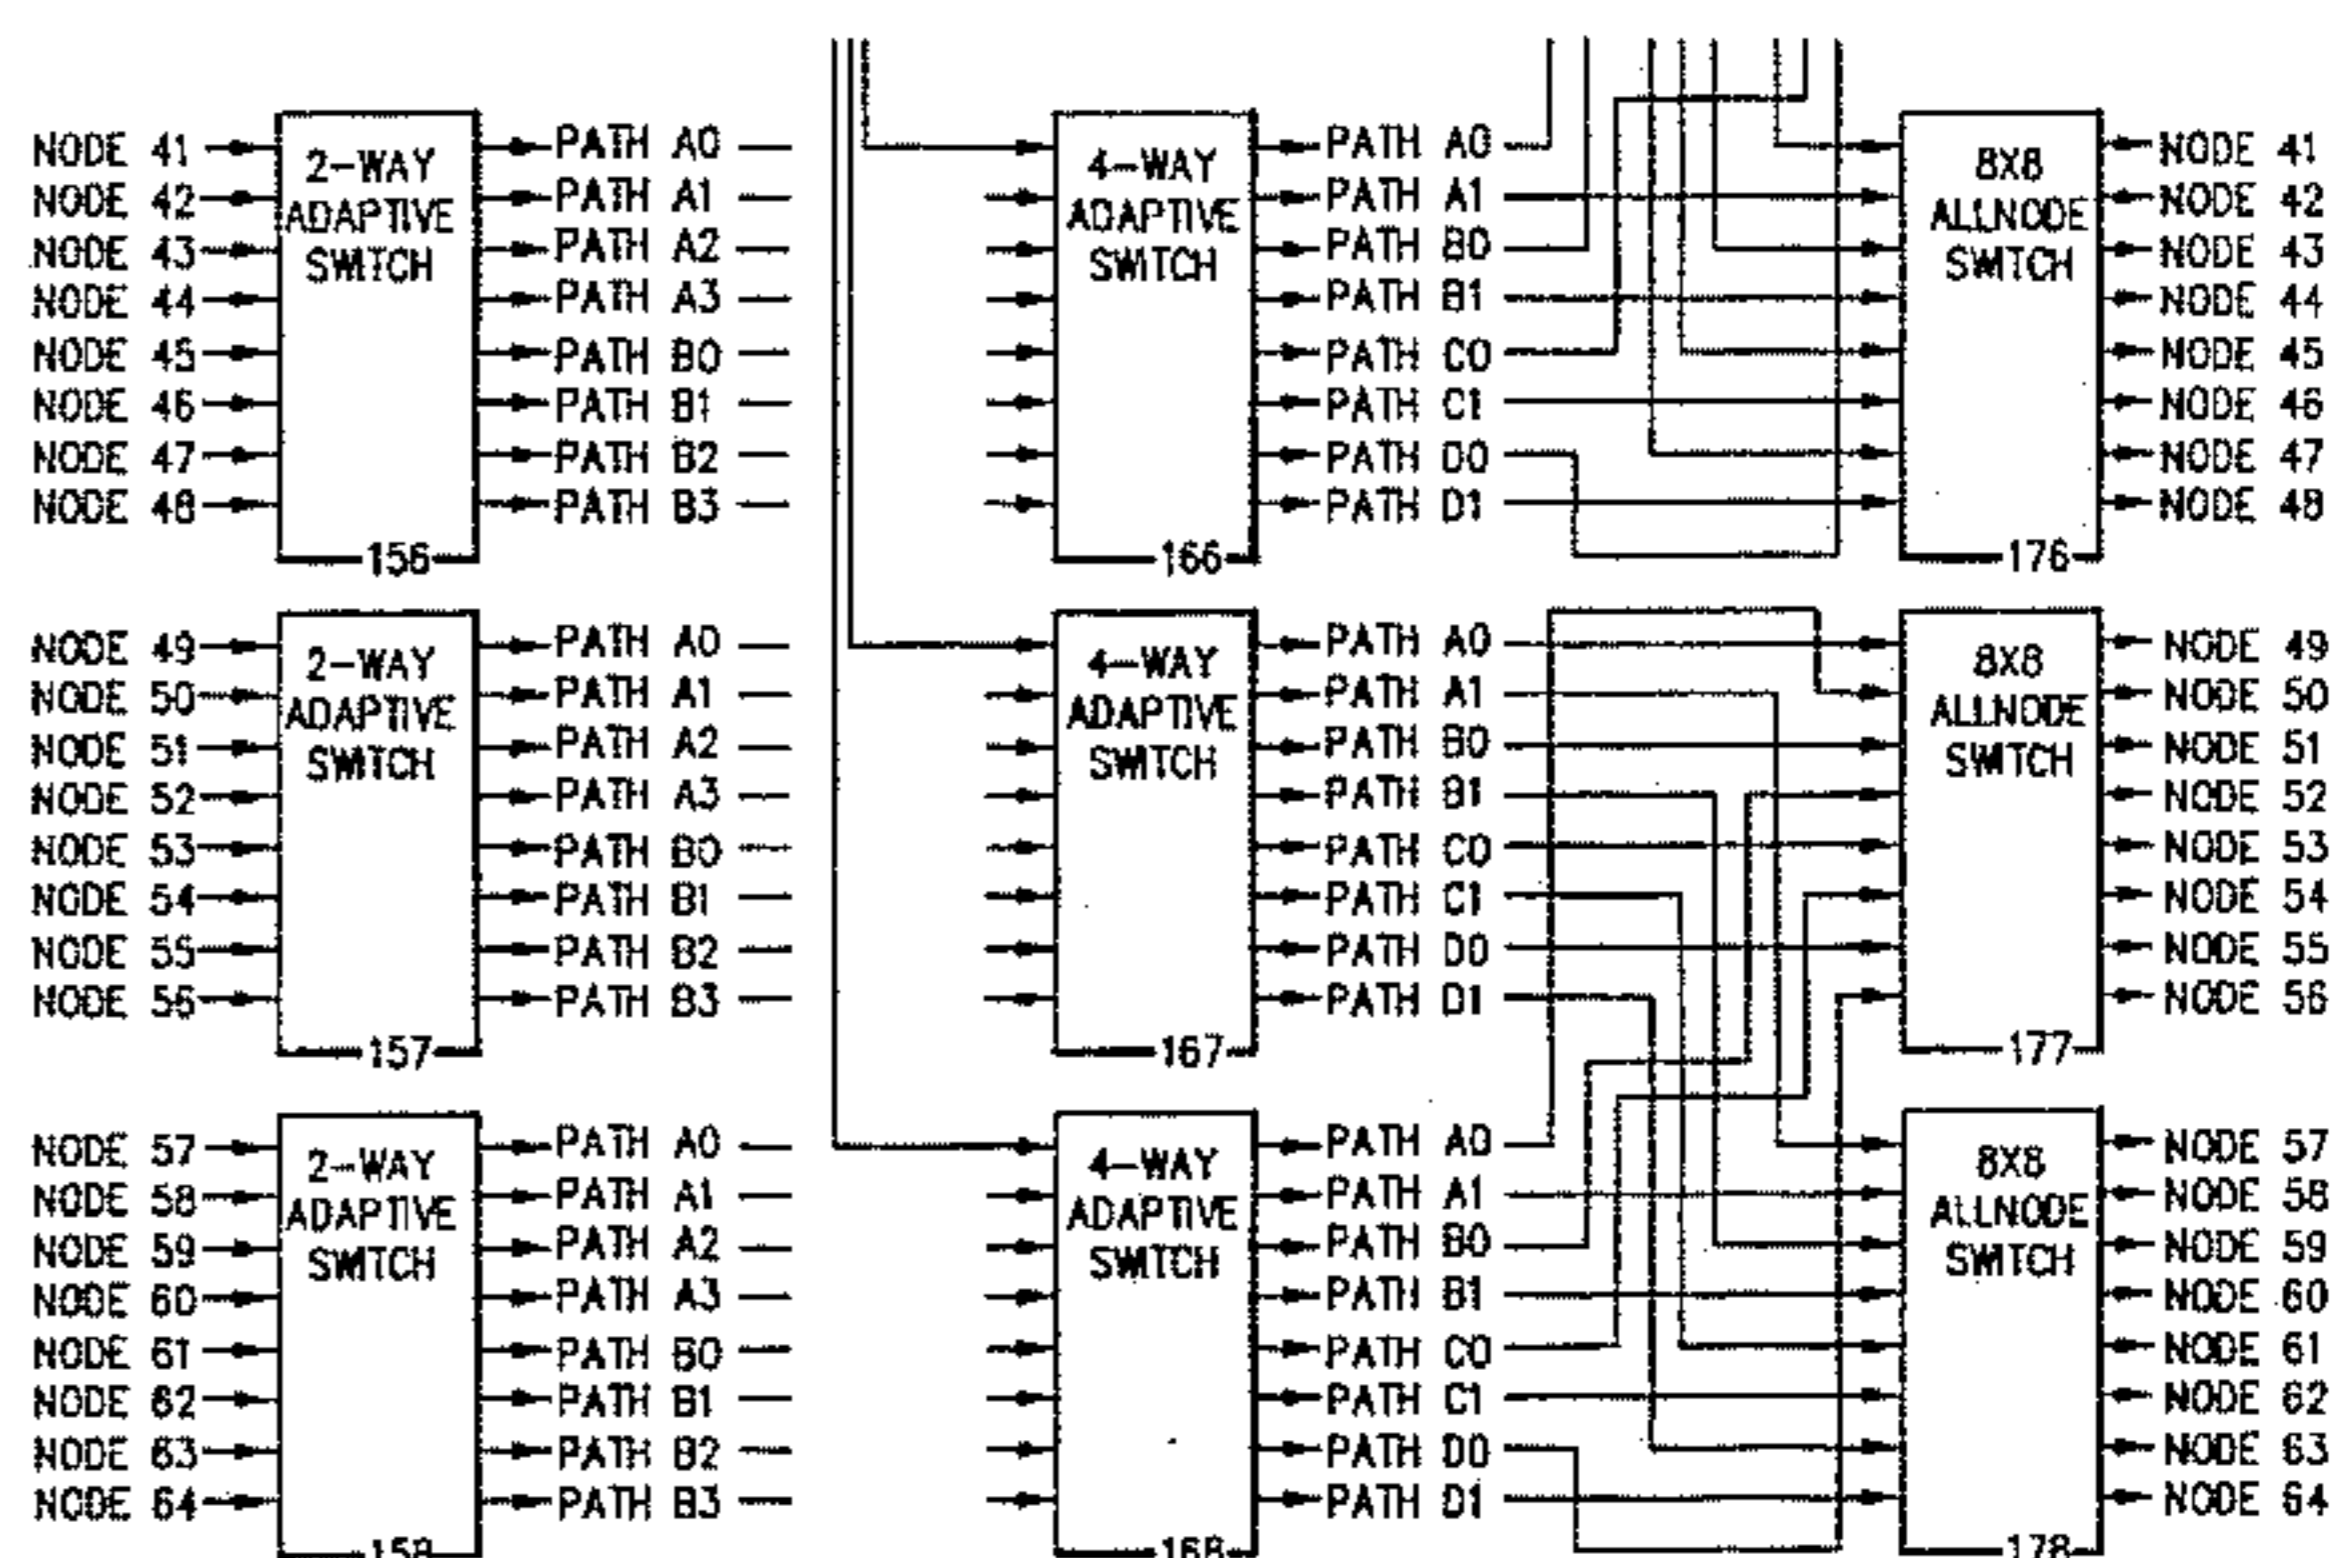 NODE 41 2-WAY PATH A0 4-WAY PATH A0 8X8 NODE 41
NODE 42 ADAPTIVE PATH A1 ADAPTIVE PATH A1 ALLNODE NODE 42
NODE 43 SWITCH PATH A2 SWITCH PATH B0 SWITCH NODE 43
NODE 44 PATH A3 PATH B1 NODE 44
NODE 45 PATH B0 PATH C0 NODE 45
NODE 46 PATH B1 PATH C1 NODE 46
NODE 47 PATH B2 PATH D0 NODE 47
NODE 48 PATH B3 PATH D1 NODE 48
156 166 176
NODE 49 2-WAY PATH A0 4-WAY PATH A0 8X8 NODE 49
NODE 50 ADAPTIVE PATH A1 ADAPTIVE PATH A1 ALLNODE NODE 50
NODE 51 SWITCH PATH A2 SWITCH PATH B0 SWITCH NODE 51
NODE 52 PATH A3 PATH B1 NODE 52
NODE 53 PATH B0 PATH C0 NODE 53
NODE 54 PATH B1 PATH C1 NODE 54
NODE 55 PATH B2 PATH D0 NODE 55
NODE 56 PATH B3 PATH D1 NODE 56
157 167 177
NODE 57 2-WAY PATH A0 4-WAY PATH A0 8X8 NODE 57
NODE 58 ADAPTIVE PATH A1 ADAPTIVE PATH A1 ALLNODE NODE 58
NODE 59 SWITCH PATH A2 SWITCH PATH B0 SWITCH NODE 59
NODE 60 PATH A3 PATH B1 NODE 60
NODE 61 PATH B0 PATH C0 NODE 61
NODE 62 PATH B1 PATH C1 NODE 62
NODE 63 PATH B2 PATH D0 NODE 63
NODE 64 PATH B3 PATH D1 NODE 64
158 168 178